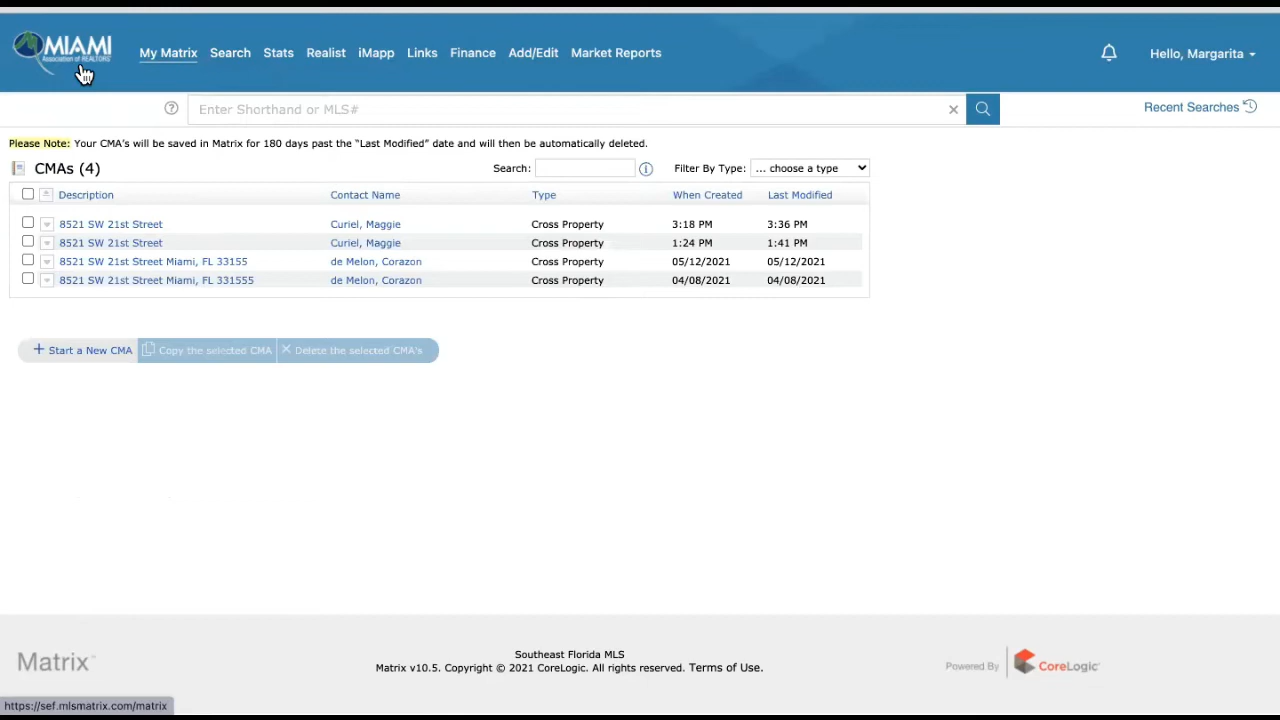 MIAMI
Association of REALTORS®
My Matrix Search Stats Realist iMapp Links Finance Add/Edit Market Reports
Hello, Margarita
Enter Shorthand or MLS#
Recent Searches
Please Note: Your CMA's will be saved in Matrix for 180 days past the "Last Modified" date and will then be automatically deleted.
CMAs (4) Search: Filter By Type: ... choose a type
Description Contact Name Type When Created Last Modified
8521 SW 21st Street Curiel, Maggie Cross Property 3:18 PM 3:36 PM
8521 SW 21st Street Curiel, Maggie Cross Property 1:24 PM 1:41 PM
8521 SW 21st Street Miami, FL 33155 de Melon, Corazon Cross Property 05/12/2021 05/12/2021
8521 SW 21st Street Miami, FL 331555 de Melon, Corazon Cross Property 04/08/2021 04/08/2021
+ Start a New CMA Copy the selected CMA Delete the selected CMA's
Matrix™
Southeast Florida MLS
Matrix v10.5. Copyright © 2021 CoreLogic. All rights reserved. Terms of Use.
Powered By CoreLogic®
https://sef.mlsmatrix.com/matrix